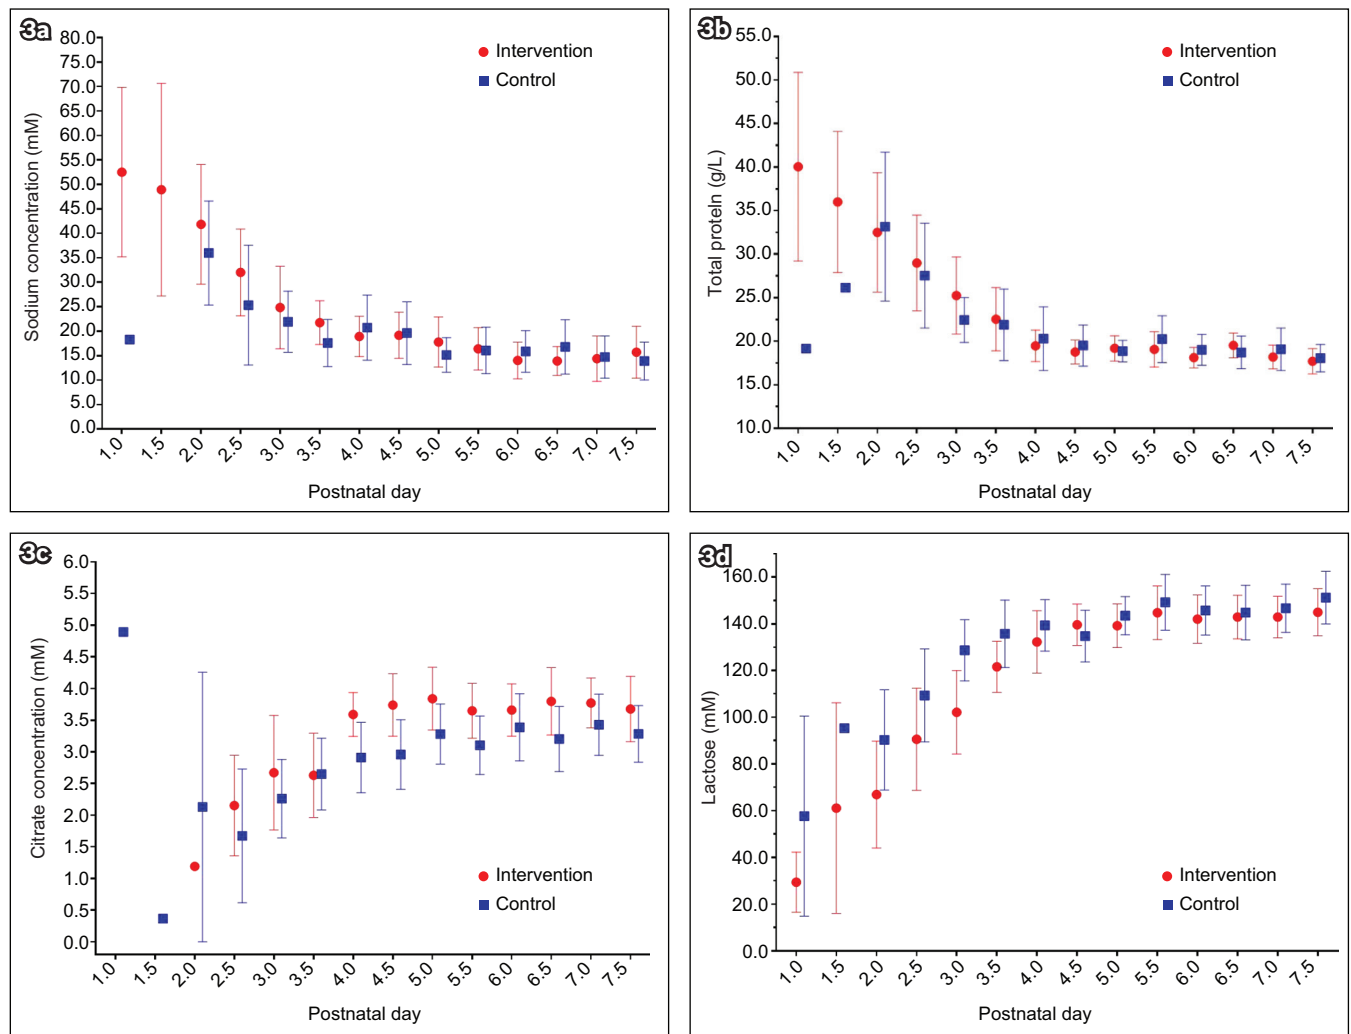 3a
80.0
75.0
70.0
65.0
60.0
55.0
50.0
45.0
40.0
35.0
30.0
25.0
20.0
15.0
10.0
5.0
0.0
Sodium concentration (mM)
Intervention
Control
1.0 1.5 2.0 2.5 3.0 3.5 4.0 4.5 5.0 5.5 6.0 6.5 7.0 7.5
Postnatal day
3b
55.0
50.0
45.0
40.0
35.0
30.0
25.0
20.0
15.0
10.0
Total protein (g/L)
Intervention
Control
1.0 1.5 2.0 2.5 3.0 3.5 4.0 4.5 5.0 5.5 6.0 6.5 7.0 7.5
Postnatal day
3c
6.0
5.5
5.0
4.5
4.0
3.5
3.0
2.5
2.0
1.5
1.0
0.5
0.0
Citrate concentration (mM)
Intervention
Control
1.0 1.5 2.0 2.5 3.0 3.5 4.0 4.5 5.0 5.5 6.0 6.5 7.0 7.5
Postnatal day
3d
160.0
140.0
120.0
100.0
80.0
60.0
40.0
20.0
0.0
Lactose (mM)
Intervention
Control
1.0 1.5 2.0 2.5 3.0 3.5 4.0 4.5 5.0 5.5 6.0 6.5 7.0 7.5
Postnatal day